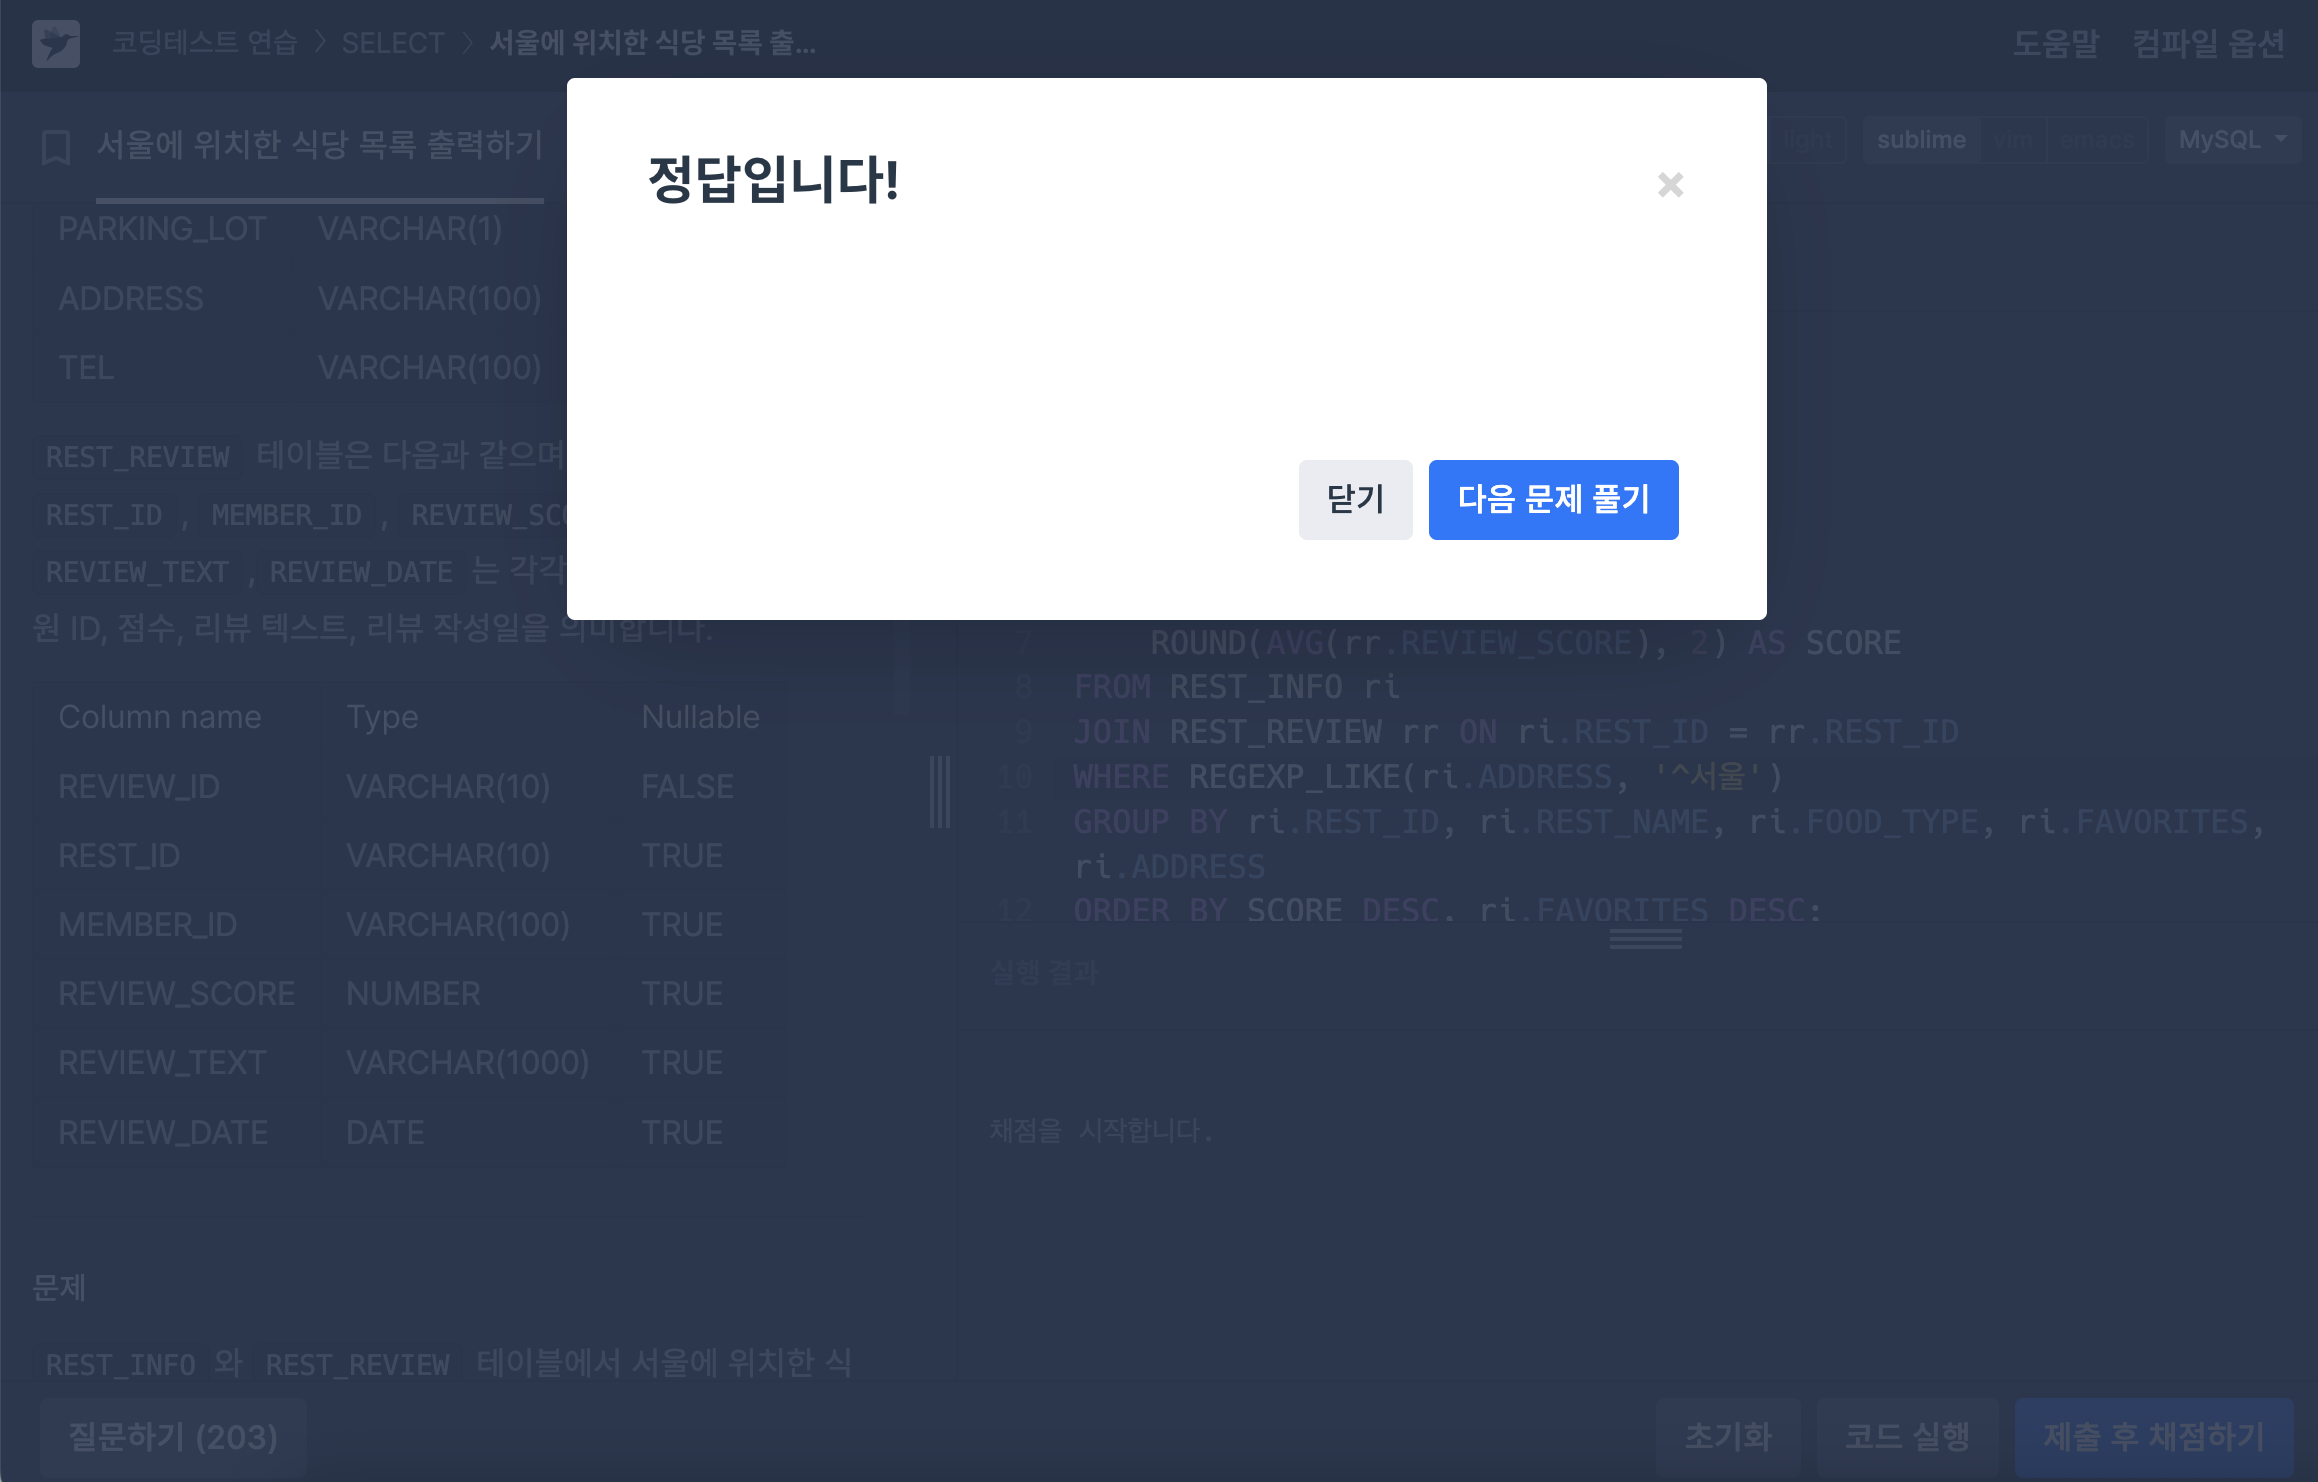 코딩테스트 연습 > SELECT > 서울에 위치한 식당 목록 출...
도움말 컴파일 옵션
서울에 위치한 식당 목록 출력하기
light sublime vim emacs MySQL
PARKING_LOT VARCHAR(1)
ADDRESS VARCHAR(100)
TEL VARCHAR(100)
REST_REVIEW 테이블은 다음과 같으며
REST_ID , MEMBER_ID , REVIEW_SCO
REVIEW_TEXT , REVIEW_DATE 는 각각
원 ID, 점수, 리뷰 텍스트, 리뷰 작성일을 의미합니다.
Column name Type Nullable
REVIEW_ID VARCHAR(10) FALSE
REST_ID VARCHAR(10) TRUE
MEMBER_ID VARCHAR(100) TRUE
REVIEW_SCORE NUMBER TRUE
REVIEW_TEXT VARCHAR(1000) TRUE
REVIEW_DATE DATE TRUE
문제
REST_INFO 와 REST_REVIEW 테이블에서 서울에 위치한 식
정답입니다!
×
닫기 다음 문제 풀기
7 ROUND(AVG(rr.REVIEW_SCORE), 2) AS SCORE
8 FROM REST_INFO ri
9 JOIN REST_REVIEW rr ON ri.REST_ID = rr.REST_ID
10 WHERE REGEXP_LIKE(ri.ADDRESS, '^서울')
11 GROUP BY ri.REST_ID, ri.REST_NAME, ri.FOOD_TYPE, ri.FAVORITES,
ri.ADDRESS
12 ORDER BY SCORE DESC, ri.FAVORITES DESC;
실행 결과
채점을 시작합니다.
질문하기 (203)
초기화 코드 실행 제출 후 채점하기